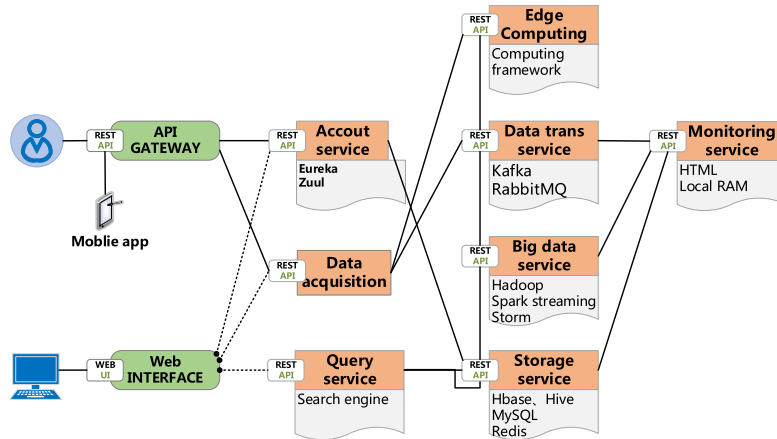 REST
API
Edge
Computing
Computing
framework
REST
API
API
GATEWAY
REST
API
Accout
service
Eureka
Zuul
REST
API
Data trans
service
Kafka
RabbitMQ
REST
API
Monitoring
service
HTML
Local RAM
Moblie app
REST
API
Data
acquisition
REST
API
Big data
service
Hadoop
Spark streaming
Storm
WEB
UI
Web
INTERFACE
REST
API
Query
service
Search engine
REST
API
Storage
service
Hbase、Hive
MySQL
Redis